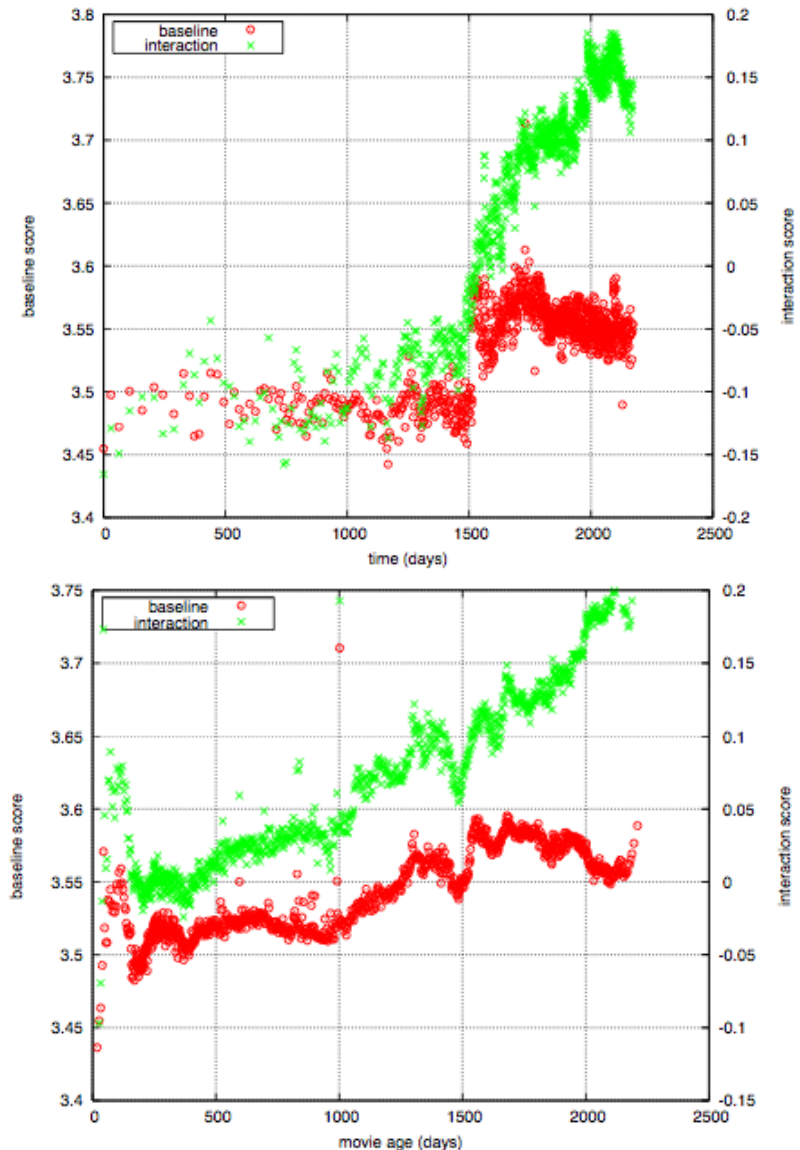 baseline
interaction
3.8
3.75
3.7
3.65
3.6
3.55
3.5
3.45
3.4
baseline score
0.2
0.15
0.1
0.05
0
-0.05
-0.1
-0.15
-0.2
interaction score
0 500 1000 1500 2000 2500
time (days)
baseline
interaction
3.75
3.7
3.65
3.6
3.55
3.5
3.45
3.4
baseline score
0.2
0.15
0.1
0.05
0
-0.05
-0.1
-0.15
interaction score
0 500 1000 1500 2000 2500
movie age (days)